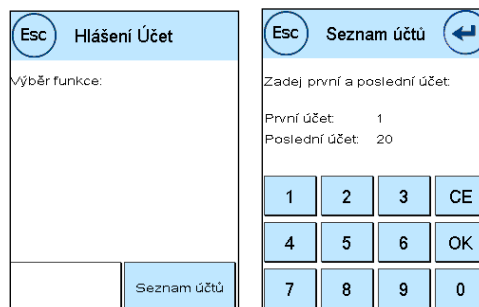 Esc Hlášení Účet
Výběr funkce:
Seznam účtů
Esc Seznam účtů
Zadej první a poslední účet:
První účet: 1
Poslední účet: 20
1 2 3 CE
4 5 6 OK
7 8 9 0